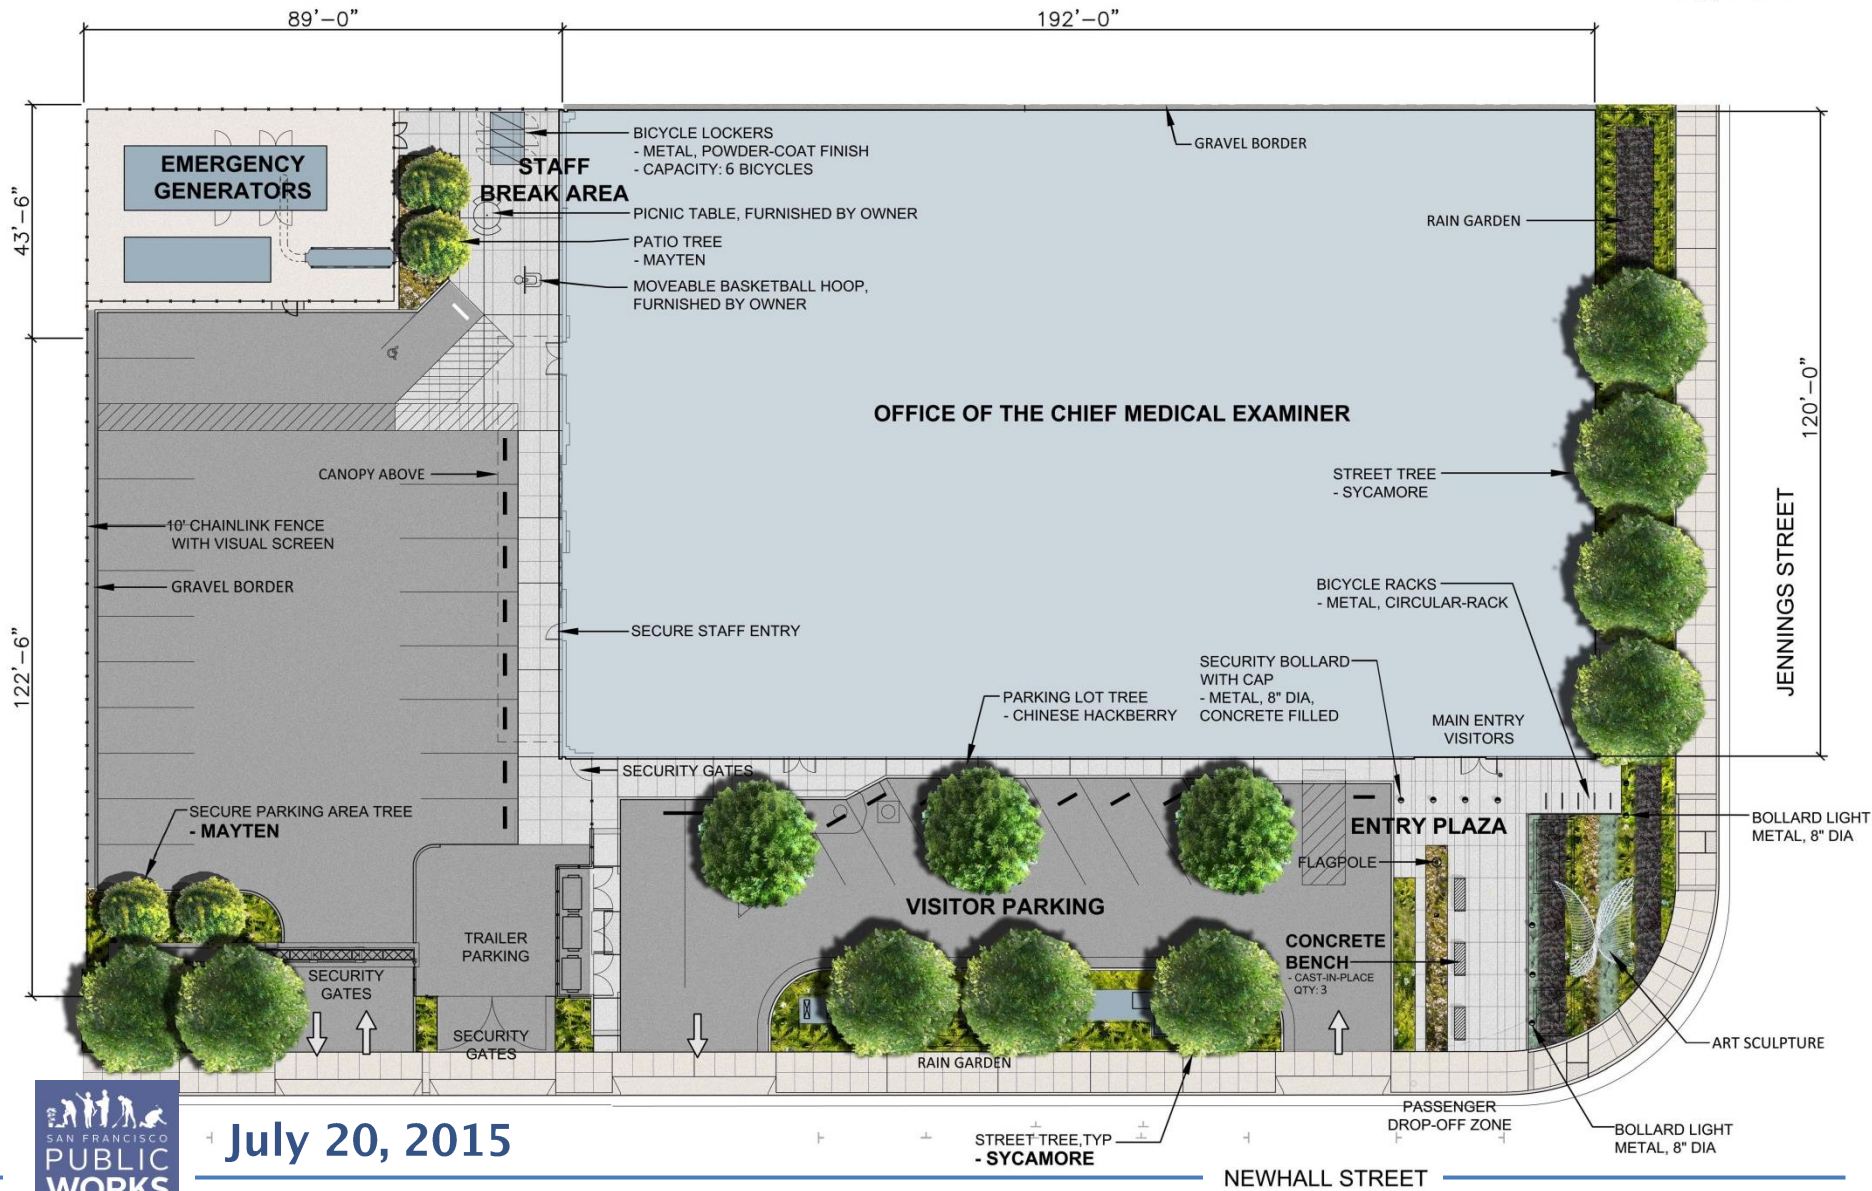 89’-0”
192’-0”
43’-6”
122’-6”
120’-0”
EMERGENCY
GENERATORS
BICYCLE LOCKERS
- METAL, POWDER-COAT FINISH
- CAPACITY: 6 BICYCLES
STAFF
BREAK AREA
PICNIC TABLE, FURNISHED BY OWNER
PATIO TREE
- MAYTEN
MOVEABLE BASKETBALL HOOP,
FURNISHED BY OWNER
GRAVEL BORDER
RAIN GARDEN
OFFICE OF THE CHIEF MEDICAL EXAMINER
STREET TREE
- SYCAMORE
JENNINGS STREET
CANOPY ABOVE
10' CHAINLINK FENCE
WITH VISUAL SCREEN
GRAVEL BORDER
SECURE STAFF ENTRY
BICYCLE RACKS
- METAL, CIRCULAR-RACK
SECURITY BOLLARD
WITH CAP
- METAL, 8" DIA,
CONCRETE FILLED
PARKING LOT TREE
- CHINESE HACKBERRY
MAIN ENTRY
VISITORS
SECURITY GATES
SECURE PARKING AREA TREE
- MAYTEN
ENTRY PLAZA
BOLLARD LIGHT
METAL, 8" DIA
FLAGPOLE
VISITOR PARKING
TRAILER
PARKING
CONCRETE
BENCH
- CAST-IN-PLACE
QTY: 3
SECURITY
GATES
SECURITY
GATES
RAIN GARDEN
ART SCULPTURE
PASSENGER
DROP-OFF ZONE
BOLLARD LIGHT
METAL, 8" DIA
STREET TREE,TYP
- SYCAMORE
NEWHALL STREET
July 20, 2015
SAN FRANCISCO
PUBLIC
WORKS